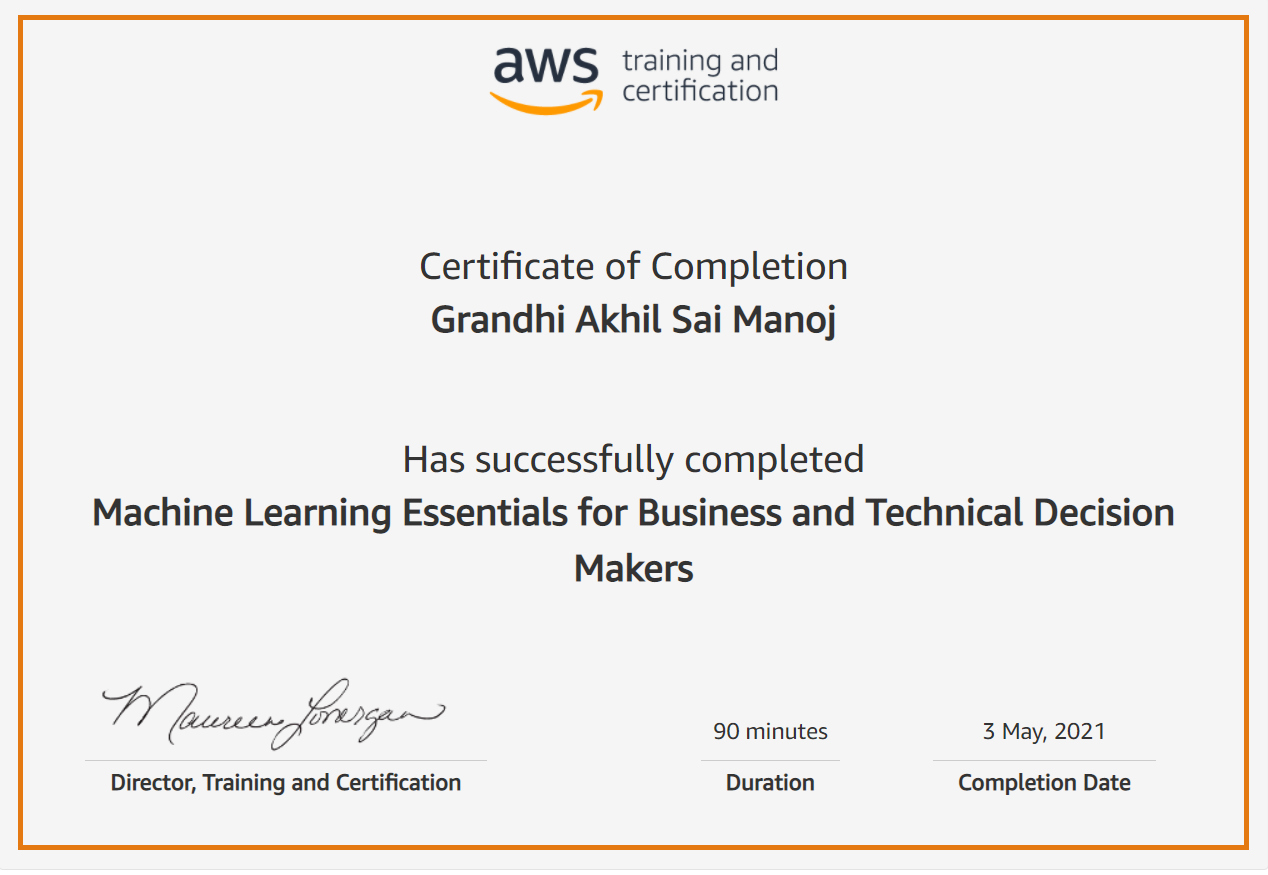 aws training and
certification
Certificate of Completion
Grandhi Akhil Sai Manoj
Has successfully completed
Machine Learning Essentials for Business and Technical Decision
Makers
Maureen Lonergan
90 minutes
3 May, 2021
Director, Training and Certification
Duration
Completion Date